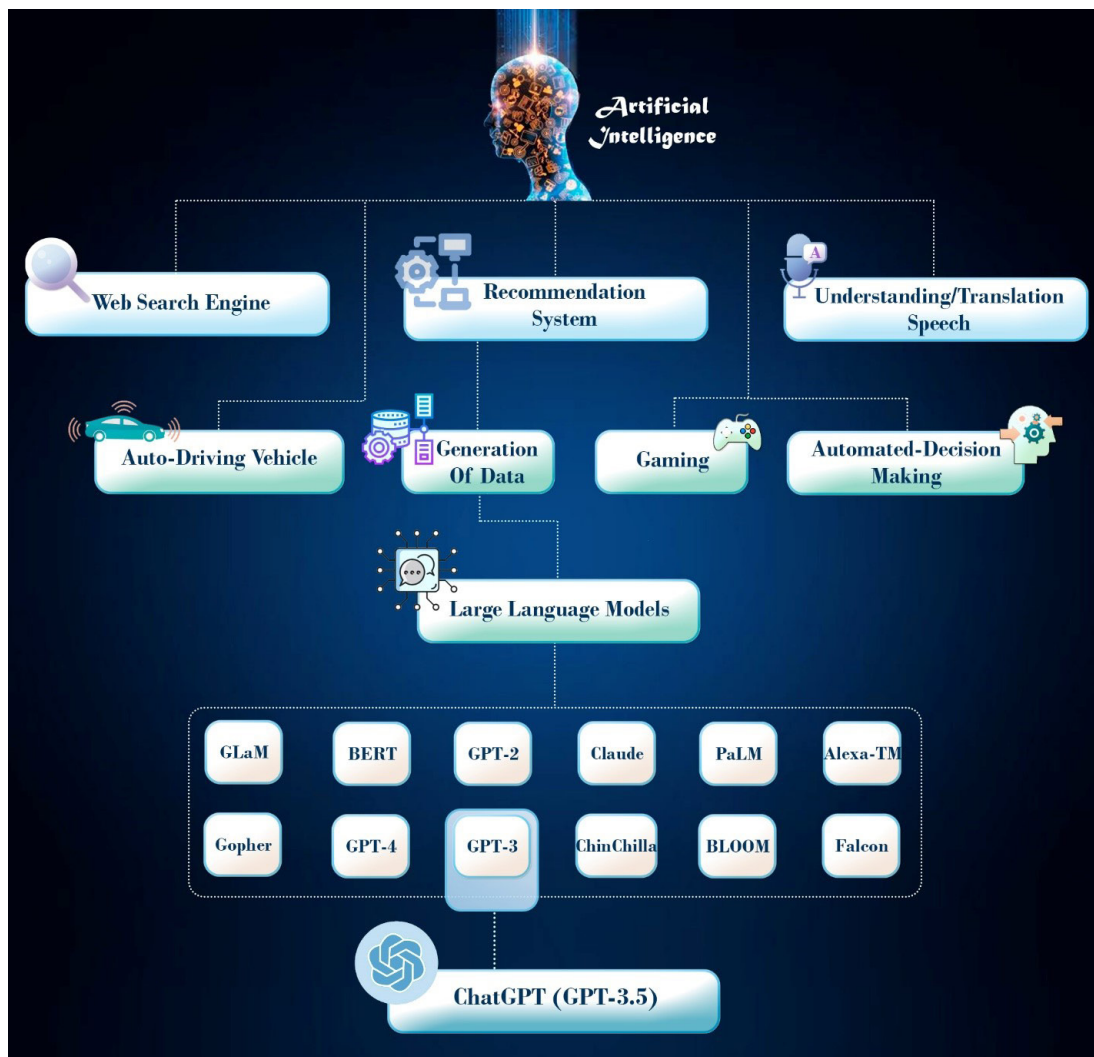 Artificial
Intelligence
Web Search Engine
Recommendation
System
A
Understanding/Translation
Speech
Auto-Driving Vehicle
Generation
Of Data
Gaming
Automated-Decision
Making
Large Language Models
GLaM
BERT
GPT-2
Claude
PaLM
Alexa-TM
Gopher
GPT-4
GPT-3
ChinChilla
BLOOM
Falcon
ChatGPT (GPT-3.5)